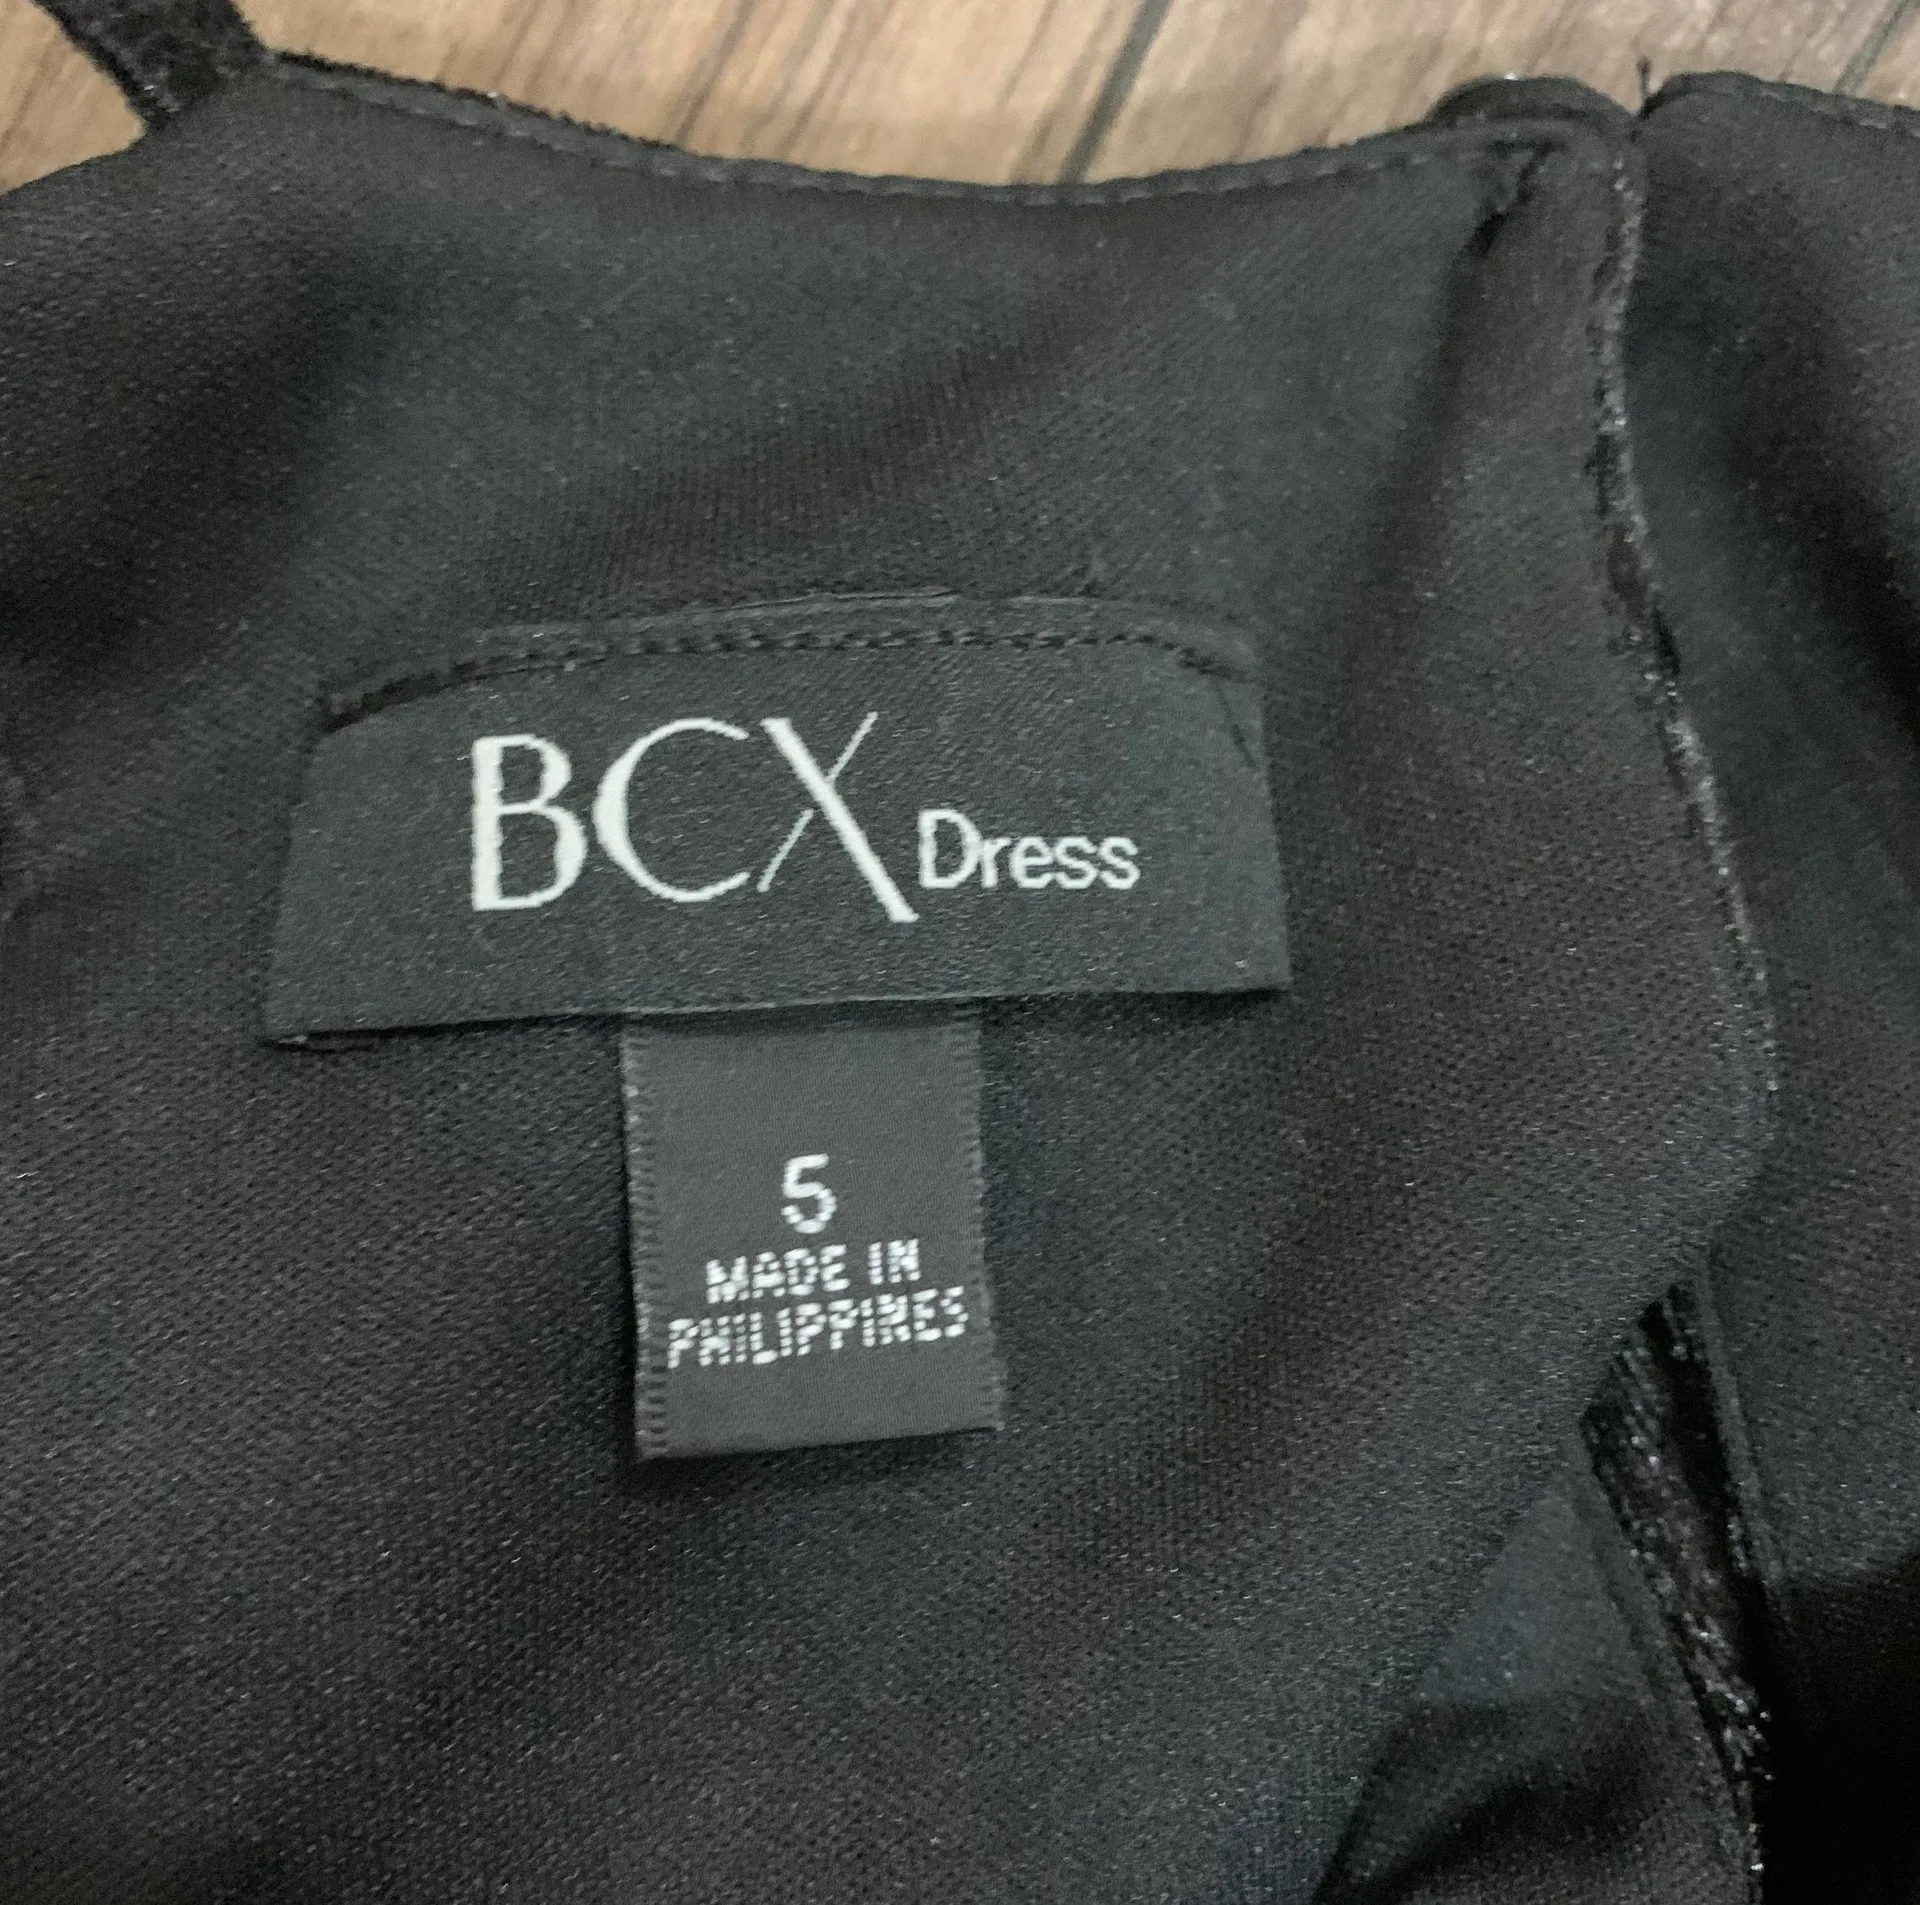 BCX Dress
5
MADE IN
PHILIPPINES